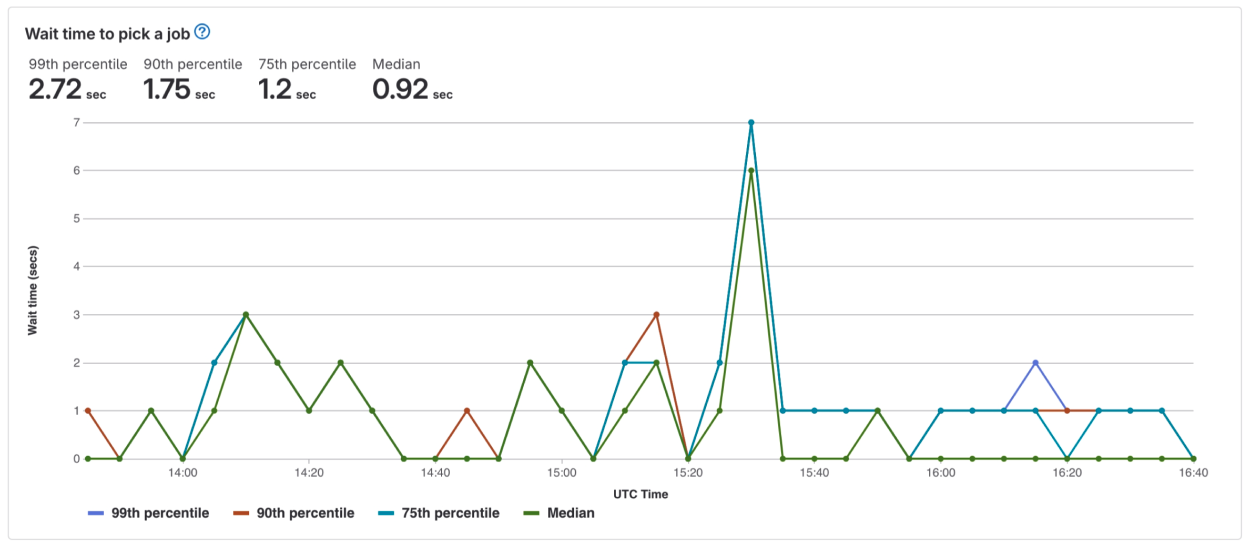 Wait time to pick a job ?
99th percentile 90th percentile 75th percentile Median
2.72 sec 1.75 sec 1.2 sec 0.92 sec
7
6
5
4
3
2
1
0
Wait time (secs)
14:00 14:20 14:40 15:00 15:20 15:40 16:00 16:20 16:40
UTC Time
99th percentile 90th percentile 75th percentile Median